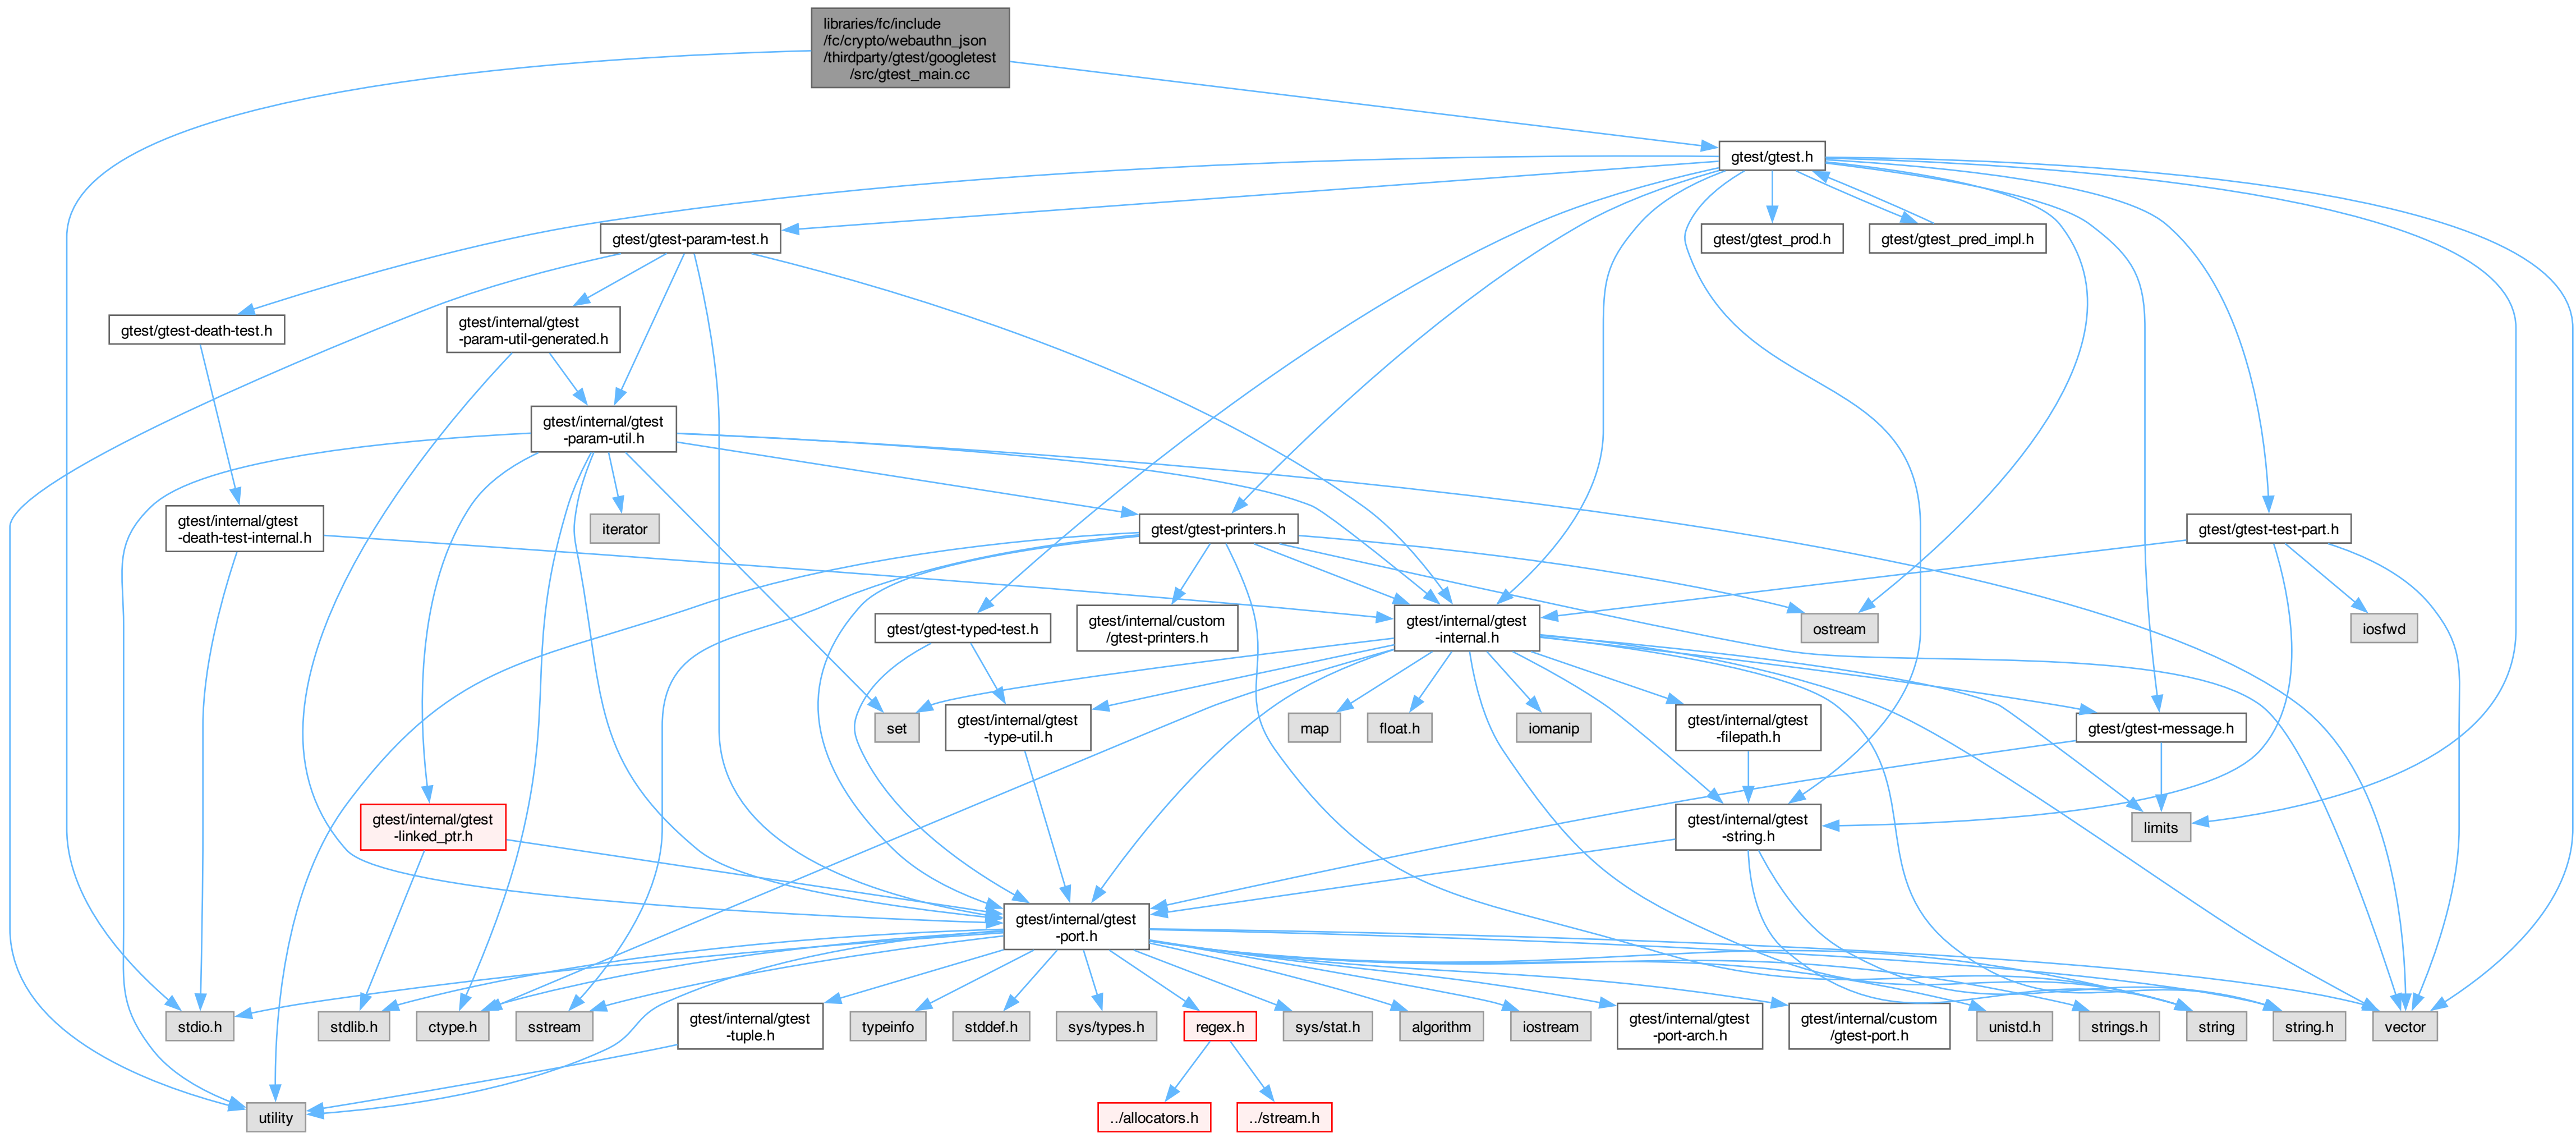 libraries/fc/include
/fc/crypto/webauthn_json
/thirdparty/gtest/googletest
/src/gtest_main.cc
gtest/gtest.h
gtest/gtest-param-test.h
gtest/gtest_prod.h
gtest/gtest_pred_impl.h
gtest/gtest-death-test.h
gtest/internal/gtest
-param-util-generated.h
gtest/internal/gtest
-param-util.h
gtest/internal/gtest
-death-test-internal.h
iterator
gtest/gtest-printers.h
gtest/gtest-test-part.h
gtest/gtest-typed-test.h
gtest/internal/custom
/gtest-printers.h
gtest/internal/gtest
-internal.h
ostream
iosfwd
set
gtest/internal/gtest
-type-util.h
map
float.h
iomanip
gtest/internal/gtest
-filepath.h
gtest/gtest-message.h
gtest/internal/gtest
-linked_ptr.h
gtest/internal/gtest
-string.h
limits
gtest/internal/gtest
-port.h
stdio.h
stdlib.h
ctype.h
sstream
gtest/internal/gtest
-tuple.h
typeinfo
stddef.h
sys/types.h
regex.h
sys/stat.h
algorithm
iostream
gtest/internal/gtest
-port-arch.h
gtest/internal/custom
/gtest-port.h
unistd.h
strings.h
string
string.h
vector
utility
../allocators.h
../stream.h